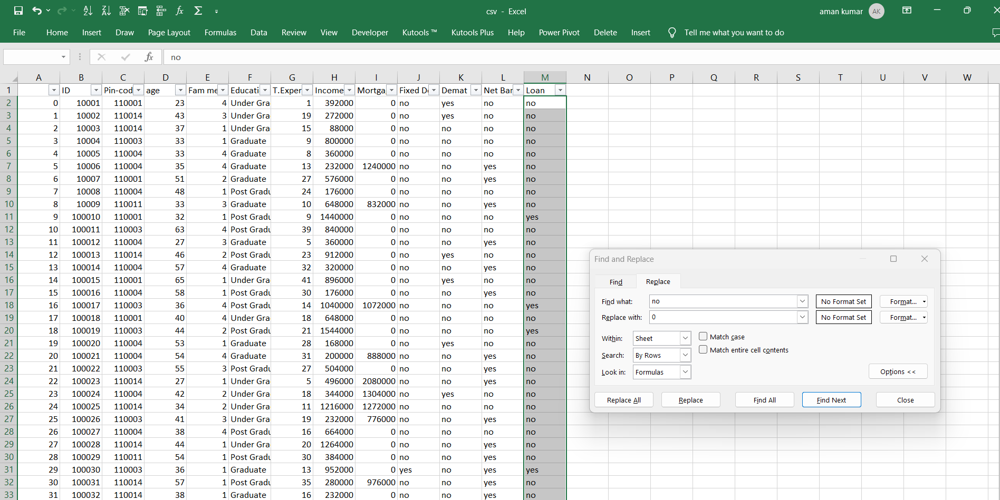 csv - Excel
aman kumar AK
File Home Insert Draw Page Layout Formulas Data Review View Developer Kutools ™ Kutools Plus Help Power Pivot Delete Insert Tell me what you want to do
fx no
A B C D E F G H I J K L M N O P Q R S T U V W
1 ID Pin-cod age Fam me Educati T.Exper Income Mortga Fixed D Demat Net Ban Loan
2 0 10001 110001 23 4 Under Gra 1 392000 0 no yes no no
3 1 10002 110014 43 3 Under Gra 19 272000 0 no yes no no
4 2 10003 110014 37 1 Under Gra 15 88000 0 no no no no
5 3 10004 110003 33 1 Graduate 9 800000 0 no no no no
6 4 10005 110004 33 4 Graduate 8 360000 0 no no no no
7 5 10006 110004 35 4 Graduate 13 232000 1240000 no no yes no
8 6 10007 110001 51 2 Graduate 27 576000 0 no no yes no
9 7 10008 110004 48 1 Post Gradu 24 176000 0 no no no no
10 8 10009 110011 33 3 Graduate 10 648000 832000 no no yes no
11 9 100010 110001 32 1 Post Gradu 9 1440000 0 no no no yes
12 10 100011 110003 63 4 Post Gradu 39 840000 0 no no no no
13 11 100012 110004 27 3 Graduate 5 360000 0 no no yes no
14 12 100013 110014 46 2 Post Gradu 23 912000 0 no yes no no
15 13 100014 110004 57 4 Graduate 32 320000 0 no no yes no
16 14 100015 110001 65 1 Under Gra 41 896000 0 no yes no no
17 15 100016 110004 58 1 Post Gradu 30 176000 0 no no yes no
18 16 100017 110003 36 4 Post Gradu 14 1040000 1072000 no no no yes
19 17 100018 110001 40 4 Under Gra 18 648000 0 no no no no
20 18 100019 110003 44 2 Post Gradu 21 1544000 0 no no no yes
21 19 100020 110004 53 1 Graduate 28 168000 0 no yes no no
22 20 100021 110004 54 4 Graduate 31 200000 888000 no no yes no
23 21 100022 110003 55 3 Post Gradu 27 504000 0 no no yes no
24 22 100023 110014 27 1 Under Gra 5 496000 2080000 no no yes no
25 23 100024 110004 42 2 Under Gra 18 344000 1304000 no yes no no
26 24 100025 110014 34 2 Under Gra 11 1216000 1272000 no no no no
27 25 100026 110003 41 3 Under Gra 19 232000 776000 no no yes no
28 26 100027 110004 38 4 Post Gradu 16 664000 0 no no no no
29 27 100028 110014 44 1 Under Gra 20 1264000 0 no no yes no
30 28 100029 110011 54 1 Post Gradu 30 384000 0 no no yes no
31 29 100030 110003 36 1 Graduate 13 952000 0 yes no yes yes
32 30 100031 110014 57 1 Post Gradu 35 280000 976000 no no yes no
33 31 100032 110014 38 1 Graduate 16 232000 0 no no yes no
Find and Replace
Find Replace
Find what: no No Format Set Format...
Replace with: 0 No Format Set Format...
Within: Sheet Match case
Search: By Rows Match entire cell contents
Look in: Formulas Options <<
Replace All Replace Find All Find Next Close